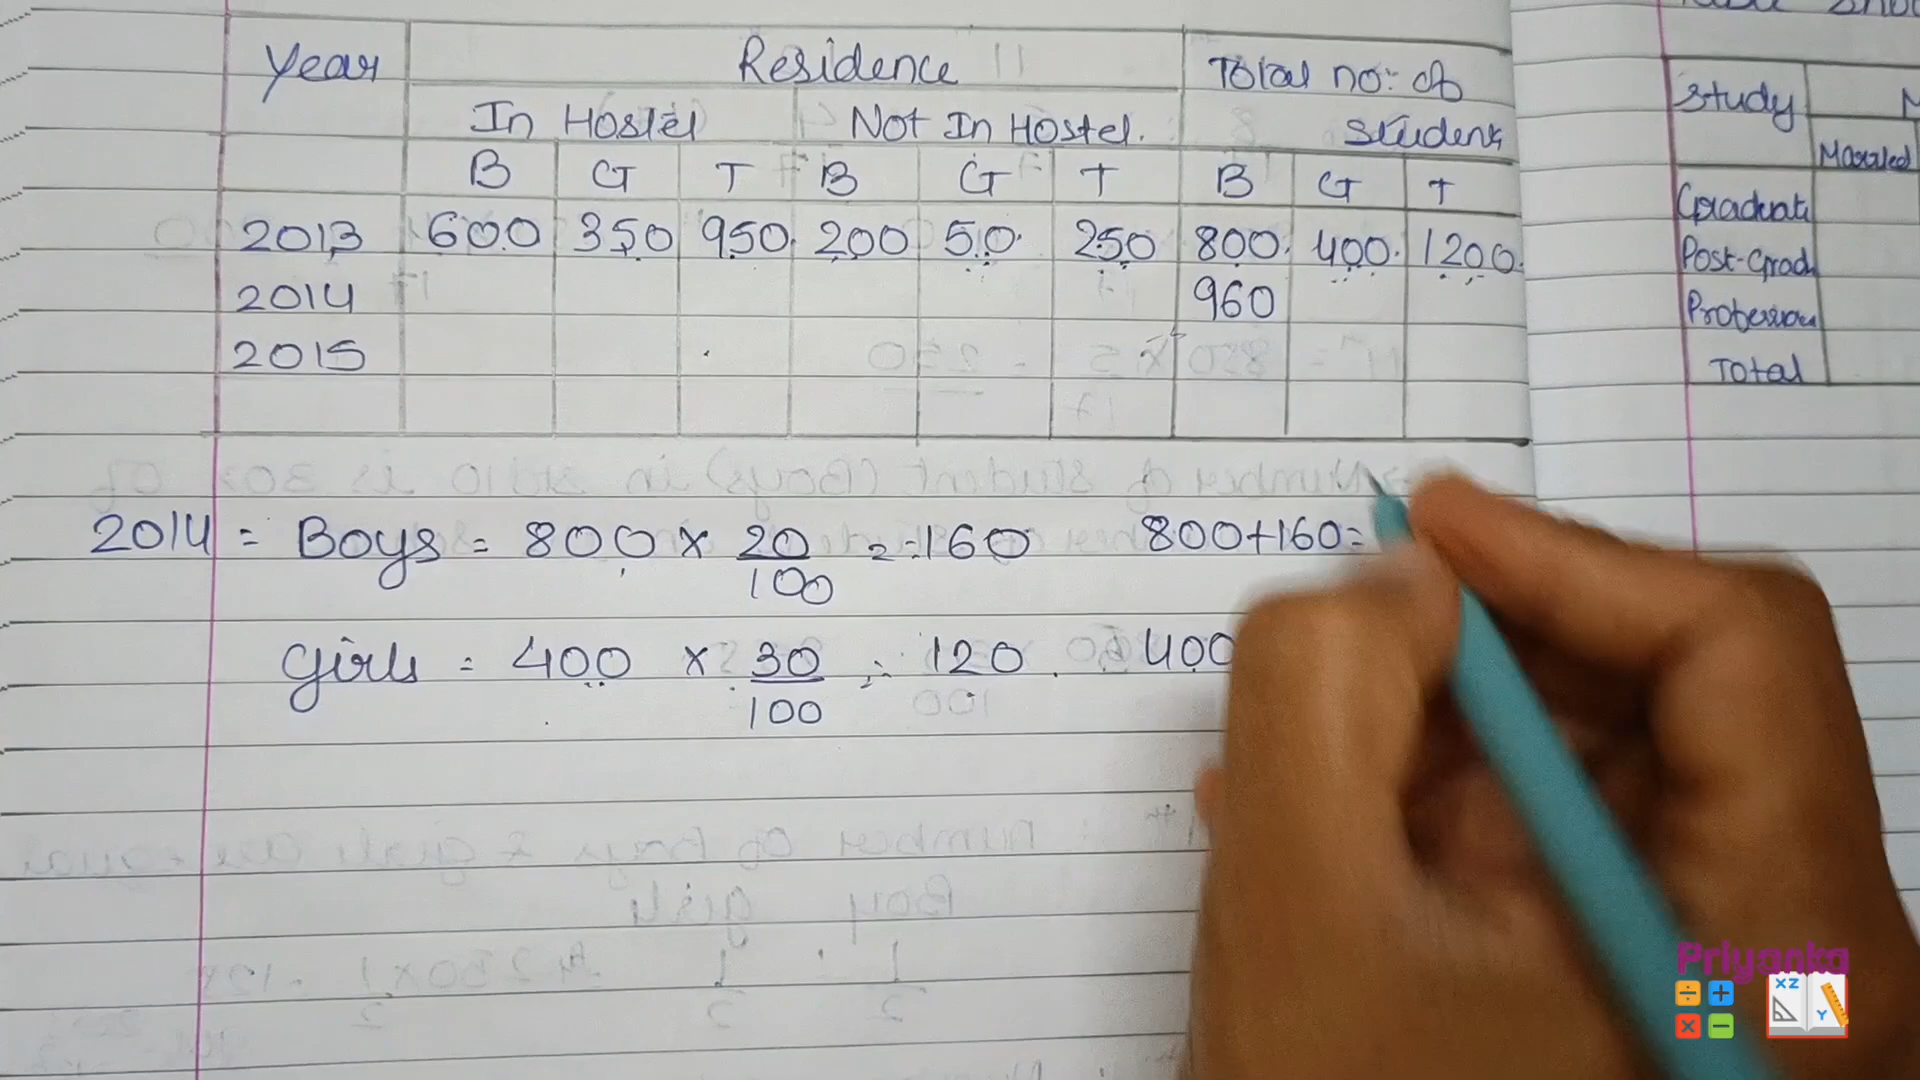 Year Residence Total no: of
In Hostel Not In Hostel. Student
B G T B G T B G T
2013 600 350 950 200 50 250 800 400 1200
2014 960
2015
2014 = Boys = 800 × 20/100 = 160 800+160=
Girls = 400 × 30/100 = 120 400
Study M
Married
Graduate
Post-Grad
Total
Priyanka
XZ
Y